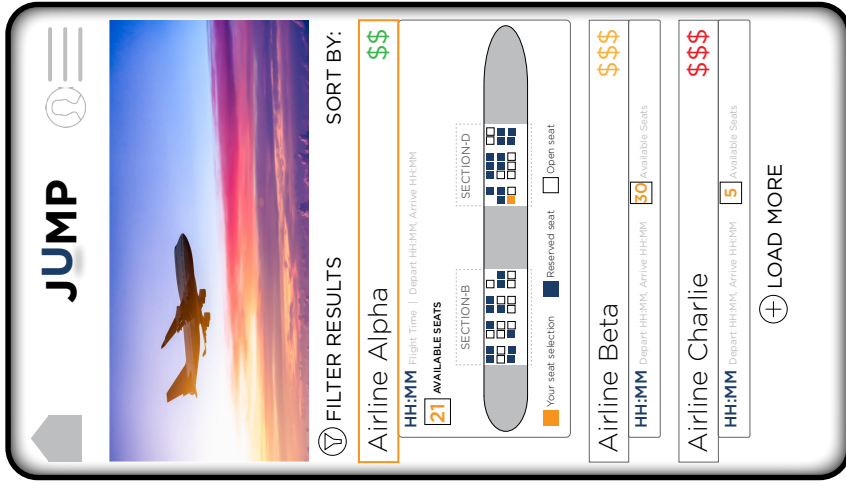 JUMP
FILTER RESULTS
SORT BY:
Airline Alpha
$$
HH:MM Flight Time | Depart HH:MM, Arrive HH:MM
21 AVAILABLE SEATS
SECTION-B
SECTION-D
Your seat selection
Reserved seat
Open seat
Airline Beta
$$$
HH:MM Depart HH:MM, Arrive HH:MM
30 Available Seats
Airline Charlie
$$$
HH:MM Depart HH:MM, Arrive HH:MM
5 Available Seats
LOAD MORE